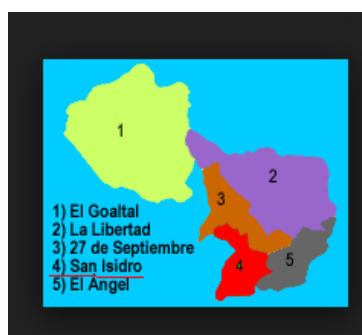 1
2
3
4
5
1) El Goaltal
2) La Libertad
3) 27 de Septiembre
4) San Isidro
5) El Ángel